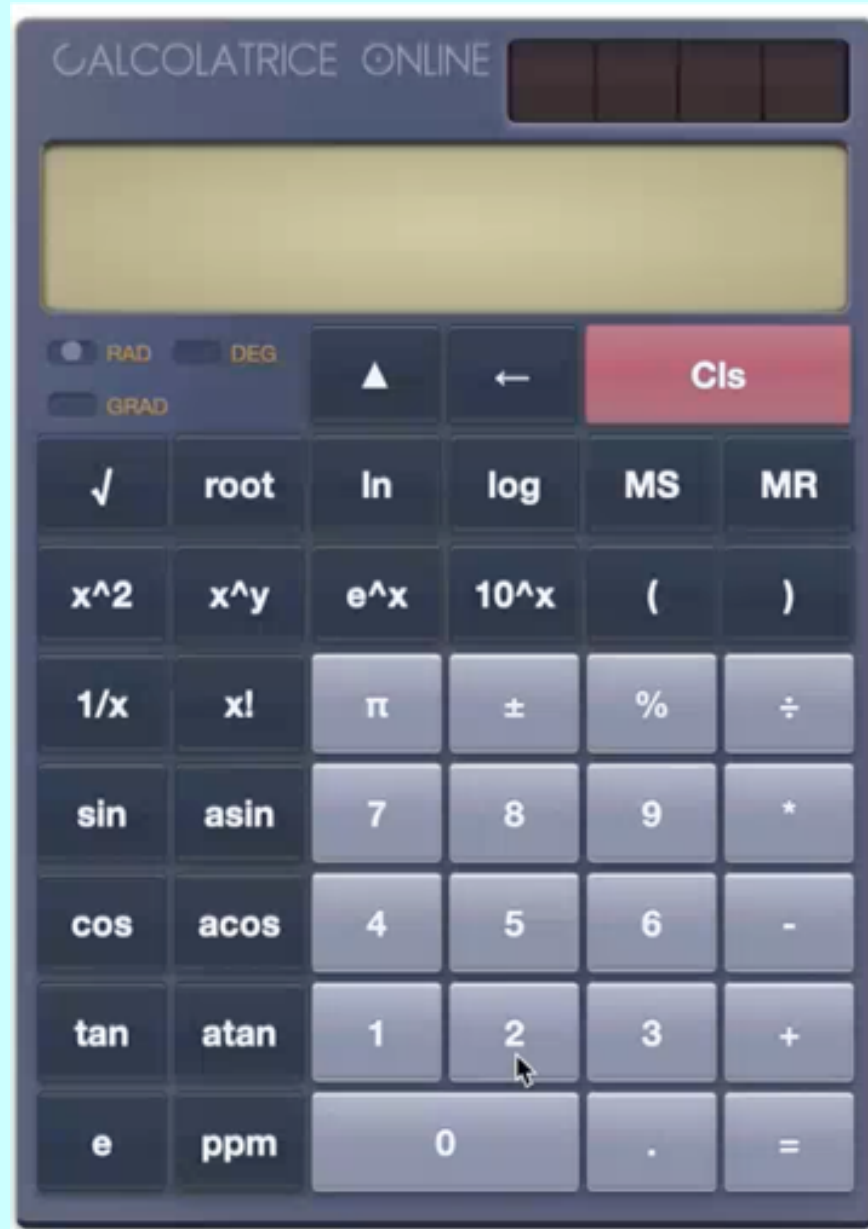 CALCOLATRICE ONLINE
RAD DEG
GRAD
▲ ← Cls
√ root ln log MS MR
x^2 x^y e^x 10^x ( )
1/x x! π ± % ÷
sin asin 7 8 9 *
cos acos 4 5 6 -
tan atan 1 2 3 +
e ppm 0 . =